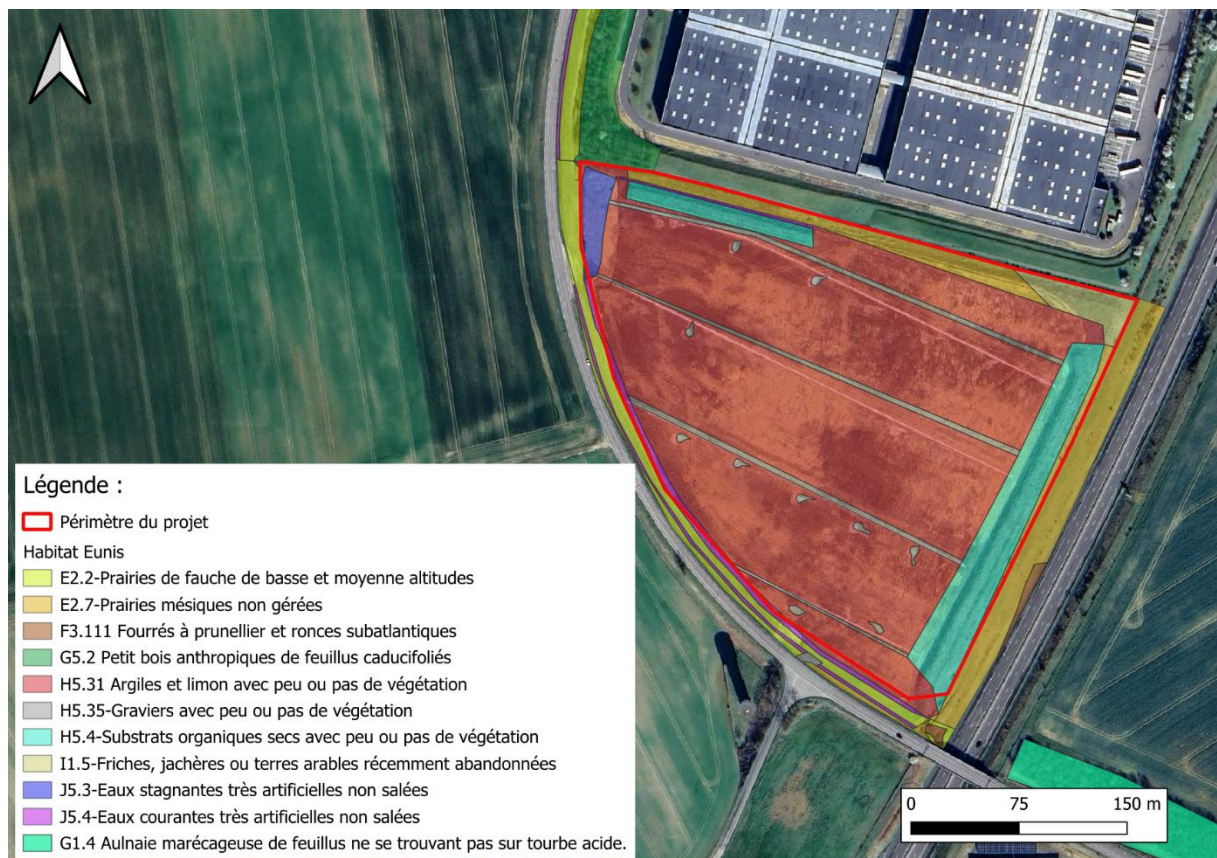 Légende :
Périmètre du projet
Habitat Eunis
E2.2-Prairies de fauche de basse et moyenne altitudes
E2.7-Prairies mésiques non gérées
F3.111 Fourrés à prunellier et ronces subatlantiques
G5.2 Petit bois anthropiques de feuillus caducifoliés
H5.31 Argiles et limon avec peu ou pas de végétation
H5.35-Graviers avec peu ou pas de végétation
H5.4-Substrats organiques secs avec peu ou pas de végétation
I1.5-Friches, jachères ou terres arables récemment abandonnées
J5.3-Eaux stagnantes très artificielles non salées
J5.4-Eaux courantes très artificielles non salées
G1.4 Aulnaie marécageuse de feuillus ne se trouvant pas sur tourbe acide.
0 75 150 m